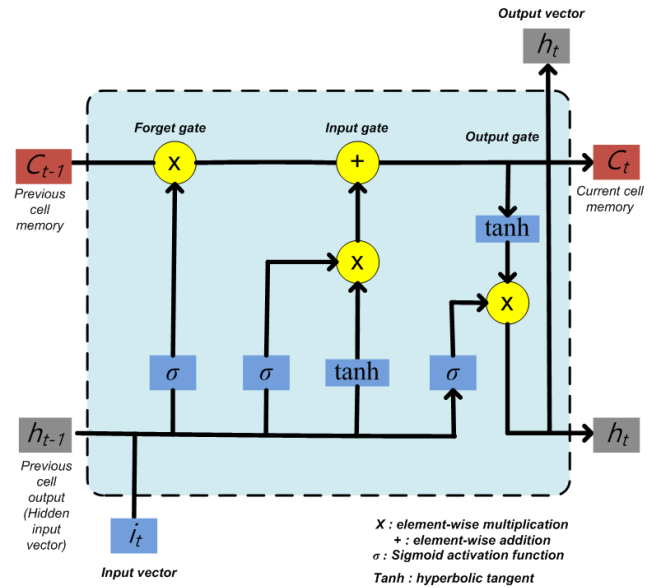 Output vector
h_t
Forget gate
Input gate
Output gate
C_{t-1}
X
+
C_t
Previous
cell
memory
Current cell
memory
tanh
X
X
σ
σ
tanh
σ
h_{t-1}
h_t
Previous
cell
output
(Hidden
input
vector)
i_t
Input vector
X : element-wise multiplication
+ : element-wise addition
σ : Sigmoid activation function
Tanh : hyperbolic tangent